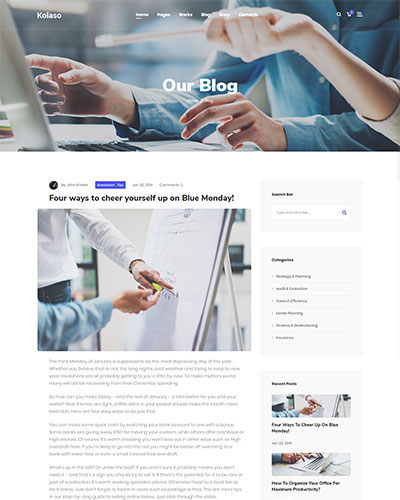 Kolaso
Home Pages Works Blog Shop Elements
Our Blog
By John Kifster Investment , Tips Jan 20, 2019 Comments: 2
Four ways to cheer yourself up on Blue Monday!
The third Monday of January is supposed to be the most depressing day of the year.
Whether you believe that or not, the long nights, cold weather and trying to keep to new
year resolutions are all probably getting to you a little by now. To make matters worse
many will still be recovering from their Christmas spending.
So how can you make today – and the rest of January – a little better for you and your
wallet? Well, if times are tight, a little extra in your pocket should make the month more
bearable. Here are four easy ways to do just that.
You can make some quick cash by switching your bank account to one with a bonus.
Some banks are giving away £150 for moving your custom, while others offer cashback or
high interest. Of course it's worth checking you won't lose out in other ways such as high
overdraft fees. If you're likely to go into the red you might be better off switching to a
bank with lower fees or even a small interest free overdraft.
What's up in the loft? Or under the bed? If you aren't sure it probably means you don't
need it – and that's a sign you should try to sell it. If there's the potential for it to be data or
part of a collection it's worth seeking specialist advice. Otherwise head to a boot fair or
list it online. Just don't forget to factor in costs such as postage or fees. This are more tips
in our step-by-step guide to selling online below. Just click through the slides.
Search Bar
Type And Hit Enter ...
Categories
Strategy & Planning
Audit & Evaluation
Taxes & Efficiency
Estate Planning
Finance & Restructuring
Insurance
Recent Posts
Four Ways To Cheer Up On Blue
Monday!
Jan 20, 2019
How To Organize Your Office For
Maximum Productivity!